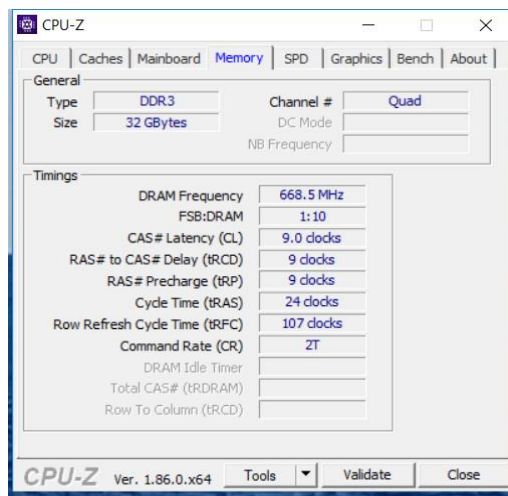 CPU-Z
CPU Caches Mainboard Memory SPD Graphics Bench About
General
Type DDR3 Channel # Quad
Size 32 GBytes DC Mode
NB Frequency
Timings
DRAM Frequency 668.5 MHz
FSB:DRAM 1:10
CAS# Latency (CL) 9.0 clocks
RAS# to CAS# Delay (tRCD) 9 clocks
RAS# Precharge (tRP) 9 clocks
Cycle Time (tRAS) 24 clocks
Row Refresh Cycle Time (tRFC) 107 clocks
Command Rate (CR) 2T
DRAM Idle Timer
Total CAS# (tRDRAM)
Row To Column (tRCD)
CPU-Z Ver. 1.86.0.x64 Tools Validate Close